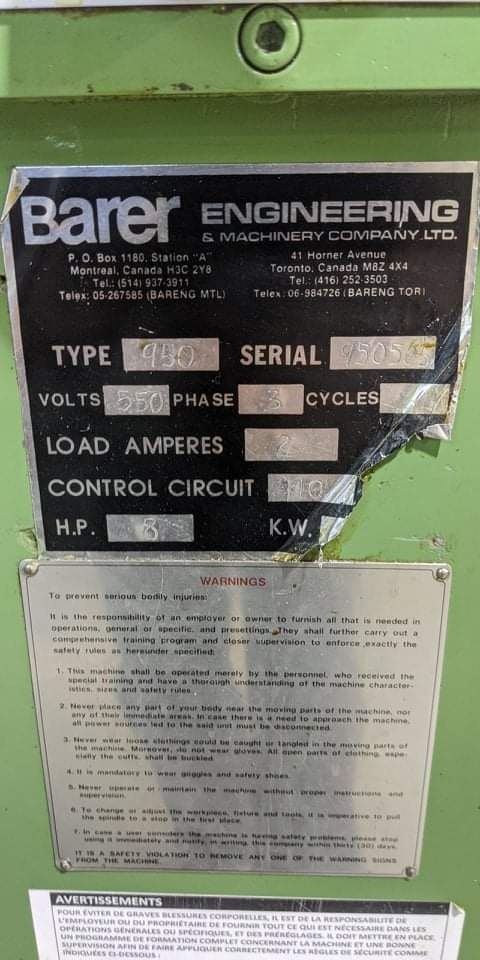 Barer ENGINEERING
& MACHINERY COMPANY LTD.
P. O. Box 1180, Station "A"
Montreal, Canada H3C 2Y8
Tel.: (514) 937-3911
Telex: 05-267585 (BARENG MTL)
41 Horner Avenue
Toronto, Canada M8Z 4X4
Tel.: (416) 252-3503
Telex: 06-984726 (BARENG TOR)
TYPE 950 SERIAL
VOLTS 550 PHASE 3 CYCLES
LOAD AMPERES 2
CONTROL CIRCUIT
H.P. K.W.
WARNINGS
To prevent serious bodily injuries:
It is the responsibility of an employer or owner to furnish all that is needed in
operations, general or specific, and presettings. They shall further carry out a
comprehensive training program and closer supervision to enforce exactly the
safety rules as hereunder specified:
1. This machine shall be operated merely by the personnel, who received the
special training and have a thorough understanding of the machine character-
istics, sizes and safety rules.
2. Never place any part of your body near the moving parts of the machine, nor
any of their immediate areas. In case there is a need to approach the machine,
all power sources led to the said unit must be disconnected.
3. Never wear loose clothings could be caught or tangled in the moving parts of
the machine. Moreover, do not wear gloves. All open parts of clothing, espe-
cially the cuffs, shall be buckled.
4. It is mandatory to wear goggles and safety shoes.
5. Never operate or maintain the machine without proper instructions and
supervision.
6. To change or adjust the workpiece, fixture and tools, it is imperative to pull
the spindle to a stop in the first place.
7. In case a user considers the machine is having safety problems, please stop
using it immediately and notify, in writing, this company within thirty (30) days.
IT IS A SAFETY VIOLATION TO REMOVE ANY ONE OF THE WARNING SIGNS
FROM THE MACHINE.
AVERTISSEMENTS
POUR ÉVITER DE GRAVES BLESSURES CORPORELLES, IL EST DE LA RESPONSABILITÉ DE
L'EMPLOYEUR OU DU PROPRIÉTAIRE DE FOURNIR TOUT CE QUI EST NÉCESSAIRE DANS LES
OPÉRATIONS GÉNÉRALES OU SPÉCIFIQUES, ET DES PRÉRÉGLAGES. IL DOIT METTRE EN PLACE
UN PROGRAMME DE FORMATION COMPLET CONCERNANT LA MACHINE ET UNE BONNE
SUPERVISION AFIN DE FAIRE APPLIQUER CORRECTEMENT LES RÈGLES DE SÉCURITÉ COMME
INDIQUÉES CI-DESSOUS :